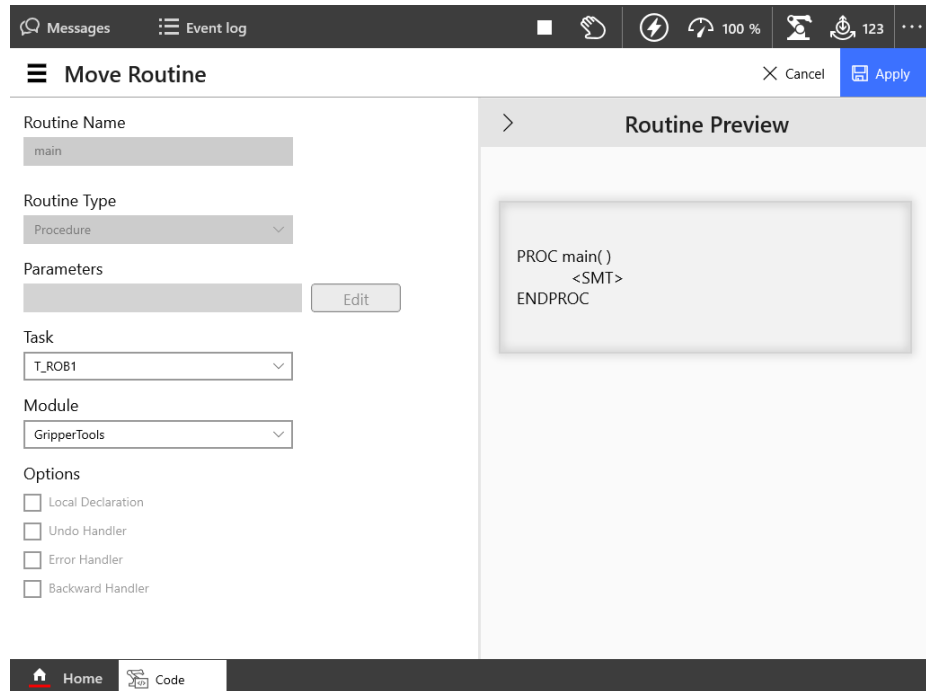 Messages
Event log
100 %
123
Move Routine
Cancel
Apply
Routine Name
main
Routine Type
Procedure
Parameters
Edit
Task
T_ROB1
Module
GripperTools
Options
Local Declaration
Undo Handler
Error Handler
Backward Handler
Routine Preview
PROC main( )
<SMT>
ENDPROC
Home
Code